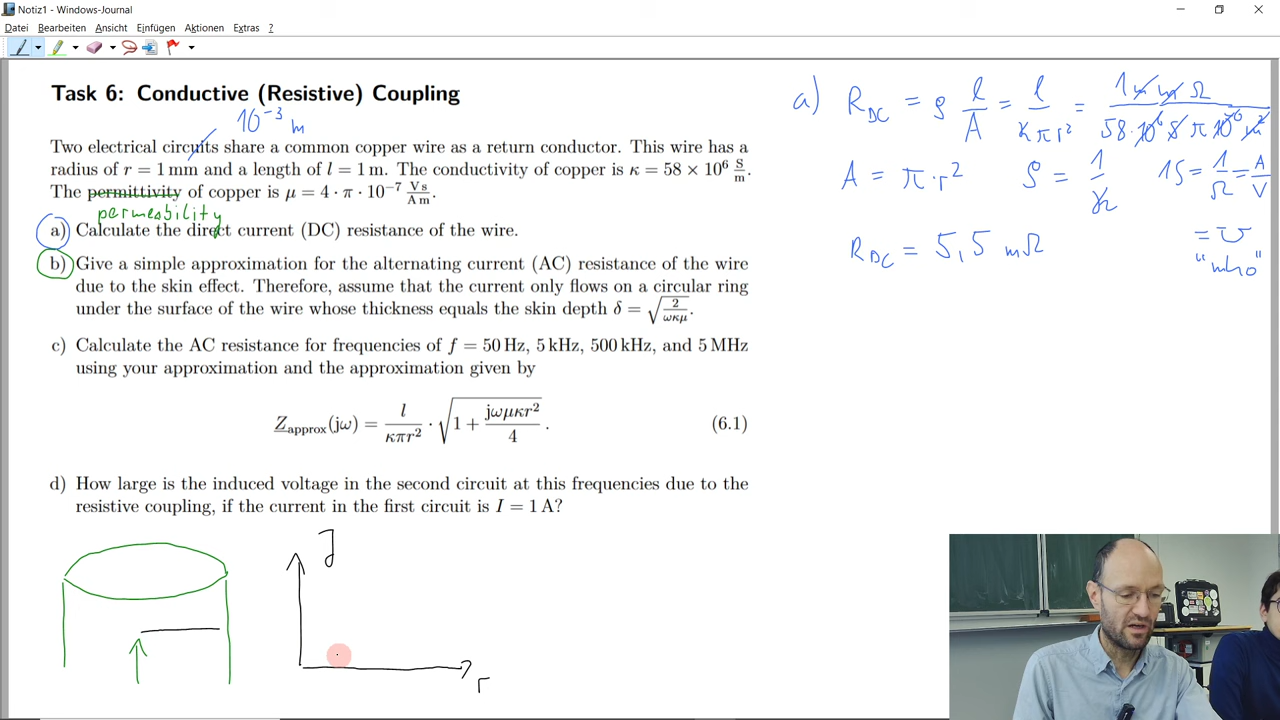 Notiz1 - Windows-Journal
Datei Bearbeiten Ansicht Einfügen Aktionen Extras ?
Task 6: Conductive (Resistive) Coupling
10⁻³ m
Two electrical circuits share a common copper wire as a return conductor. This wire has a
radius of r = 1 mm and a length of l = 1 m. The conductivity of copper is κ = 58 × 10⁶ S/m.
The permittivity of copper is μ = 4 · π · 10⁻⁷ Vs/Am.
permeability
a) Calculate the direct current (DC) resistance of the wire.
b) Give a simple approximation for the alternating current (AC) resistance of the wire
due to the skin effect. Therefore, assume that the current only flows on a circular ring
under the surface of the wire whose thickness equals the skin depth δ = √(2/ωκμ).
c) Calculate the AC resistance for frequencies of f = 50 Hz, 5 kHz, 500 kHz, and 5 MHz
using your approximation and the approximation given by
Z_approx(jω) = l/κπr² · √(1 + jωμκr²/4) . (6.1)
d) How large is the induced voltage in the second circuit at this frequencies due to the
resistive coupling, if the current in the first circuit is I = 1 A?
J
r
a) R_DC = ρ l/A = l/κπr² =
A = π·r² ρ = 1/κ 1S = 1/Ω = A/V
R_DC = 5,5 mΩ = ℧
"mho"